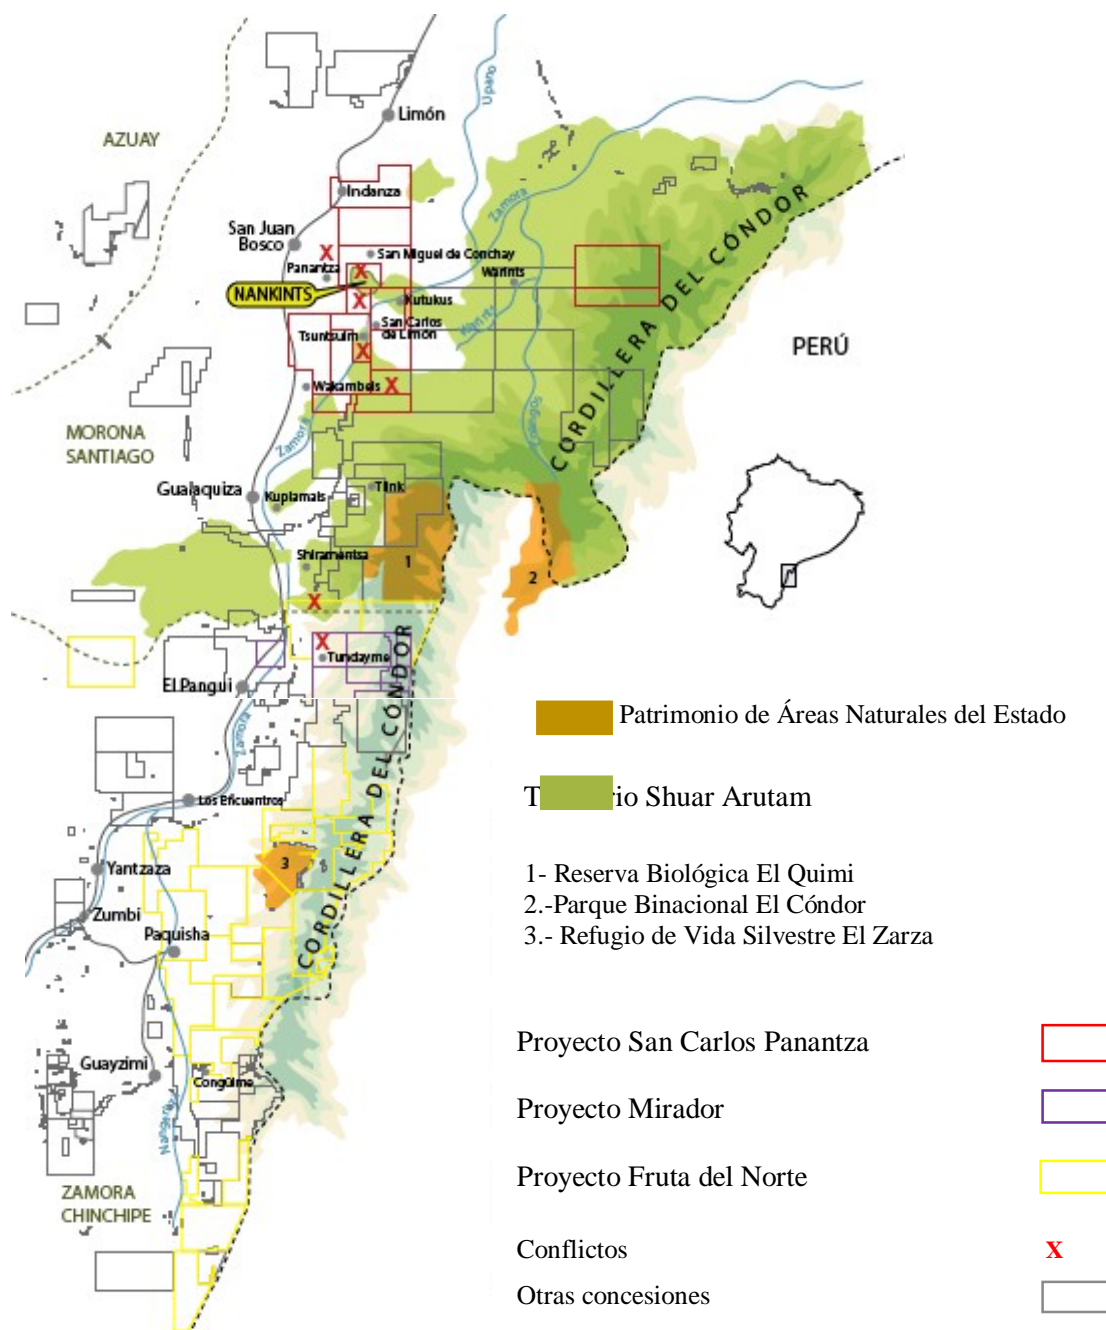 Limón
Upano
AZUAY
Indanza
Zamora
San Juan
Bosco
X
San Miguel de Conchay
Panantza
X
Warints
NANKINTS
X
Kutukus
San Carlos
de Limón
Tsuntsuim
Warints
X
PERÚ
CORDILLERA DEL CÓNDOR
Wakambeis
X
Zamora
MORONA
SANTIAGO
Gualaquiza
Kupiamais
Tiink
Shiramentsa
1
2
X
X
Tundayme
El Pangui
Zamora
CORDILLERA DEL CÓNDOR
Patrimonio de Áreas Naturales del Estado
T rio Shuar Arutam
Los Encuentros
3
Yantzaza
Zumbi
Paquisha
1- Reserva Biológica El Quimi
2.-Parque Binacional El Cóndor
3.- Refugio de Vida Silvestre El Zarza
Guayzimi
Congüime
ZAMORA
CHINCHIPE
Proyecto San Carlos Panantza
Proyecto Mirador
Proyecto Fruta del Norte
Conflictos X
Otras concesiones